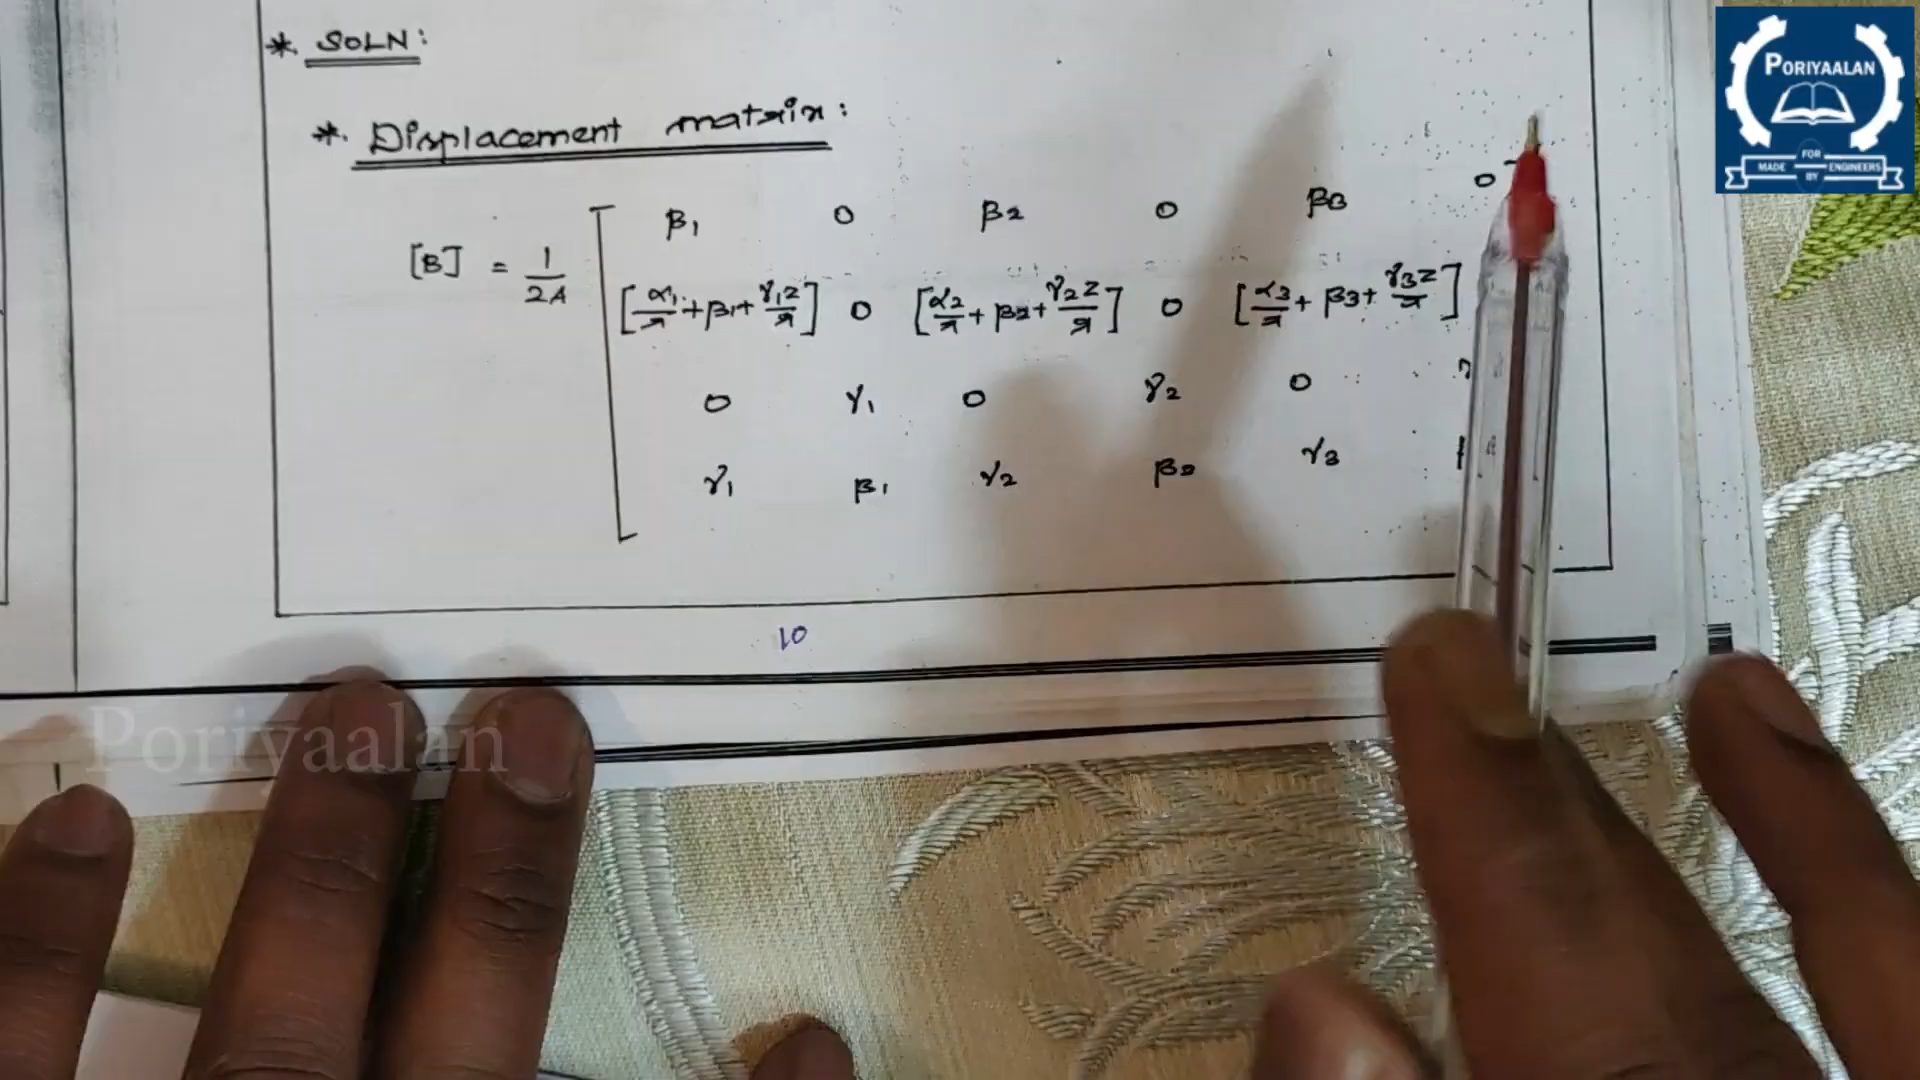 *. SOLN:
*. Displacement matrix:
β1 0 β2 0 β3 0
[B] = 1/2A
[α1/r + β1 + γ1z/r] 0 [α2/r + β2 + γ2z/r] 0 [α3/r + β3 + γ3z/r]
0 γ1 0 γ2 0
γ1 β1 γ2 β2 γ3
10
Poriyaalan
PORIYAALAN
MADE FOR BY ENGINEERS